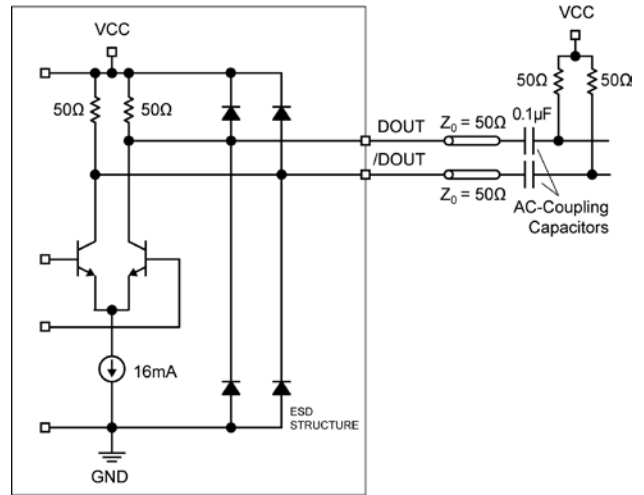 VCC
VCC
50Ω
50Ω
50Ω
50Ω
DOUT
Z₀ = 50Ω
0.1µF
/DOUT
Z₀ = 50Ω
AC-Coupling
Capacitors
16mA
ESD
STRUCTURE
GND